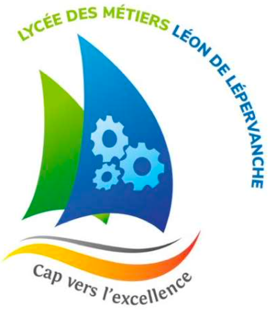 LYCÉE DES MÉTIERS LÉON DE LÉPERVANCHE
Cap vers l'excellence